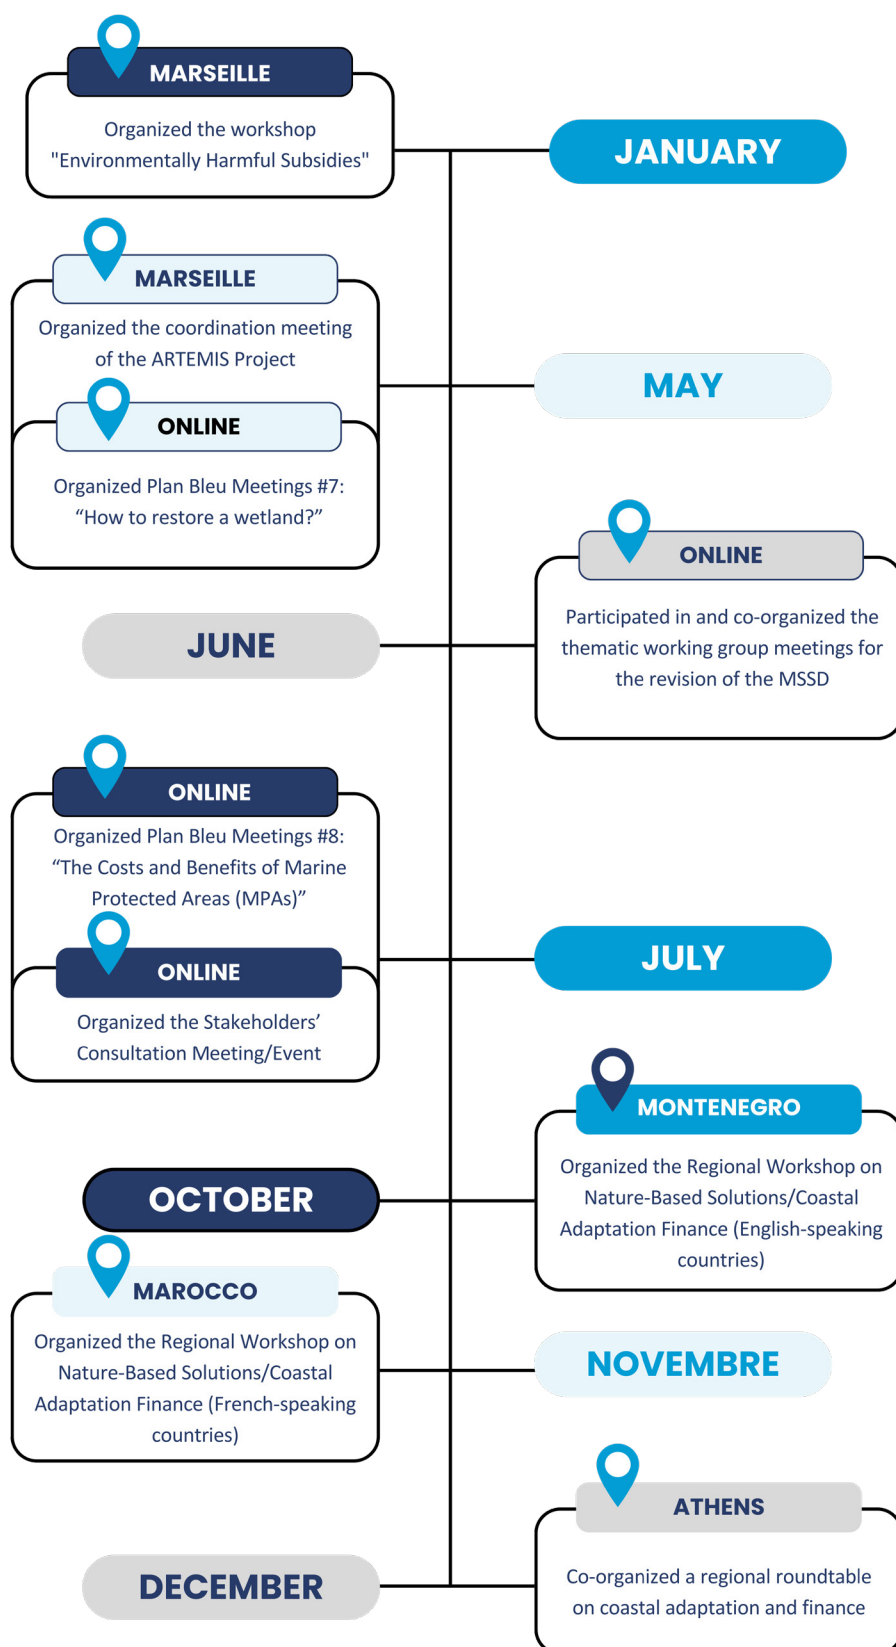 MARSEILLE
Organized the workshop
"Environmentally Harmful Subsidies"
JANUARY
MARSEILLE
Organized the coordination meeting
of the ARTEMIS Project
MAY
ONLINE
Organized Plan Bleu Meetings #7:
“How to restore a wetland?”
ONLINE
Participated in and co-organized the
thematic working group meetings for
the revision of the MSSD
JUNE
ONLINE
Organized Plan Bleu Meetings #8:
“The Costs and Benefits of Marine
Protected Areas (MPAs)”
JULY
ONLINE
Organized the Stakeholders’
Consultation Meeting/Event
MONTENEGRO
Organized the Regional Workshop on
Nature-Based Solutions/Coastal
Adaptation Finance (English-speaking
countries)
OCTOBER
MAROCCO
Organized the Regional Workshop on
Nature-Based Solutions/Coastal
Adaptation Finance (French-speaking
countries)
NOVEMBRE
ATHENS
Co-organized a regional roundtable
on coastal adaptation and finance
DECEMBER